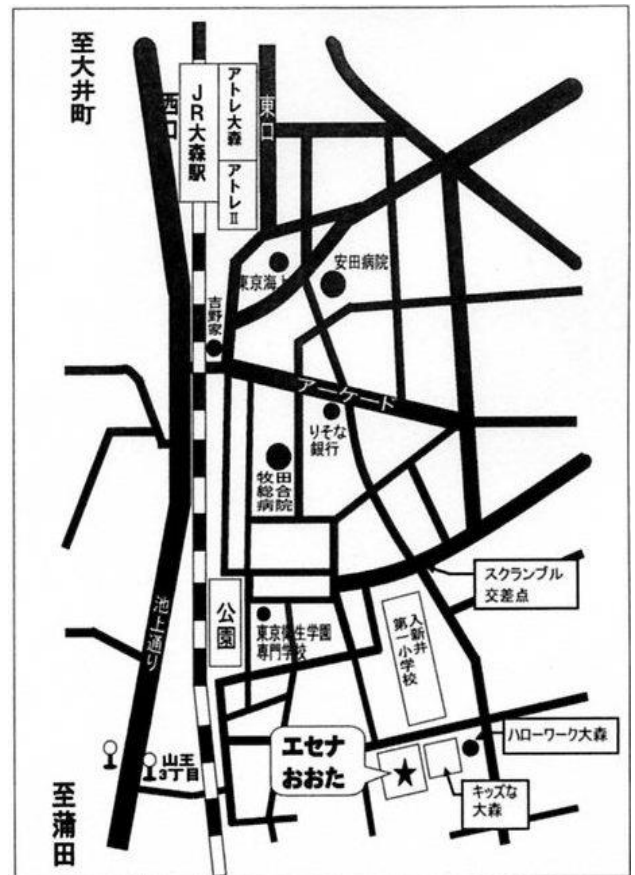 至大井町
西口
JR大森駅
アトレ大森
アトレⅡ
東口
東京海上
安田病院
吉野家
アーケード
りそな
銀行
牧田
総合
病院
スクランブル
交差点
公園
東京衛生学園
専門学校
入新井
第一小学校
池上通り
ハローワーク大森
エセナ
おおた
山王
3丁目
キッズな
大森
至蒲田